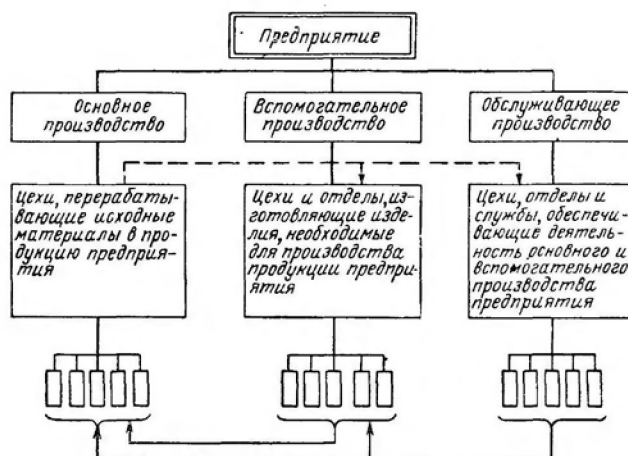 Предприятие
Основное
производство
Вспомогательное
производство
Обслуживающее
производство
Цехи, перерабаты-
вающие исходные
материалы в про-
дукцию предприя-
тия
Цехи и отделы, из-
готовляющие изде-
лия, необходимые
для производства
продукции предпри-
ятия
Цехи, отделы и
службы, обеспечи-
вающие деятель-
ность основного и
вспомогательного
производства
предприятия